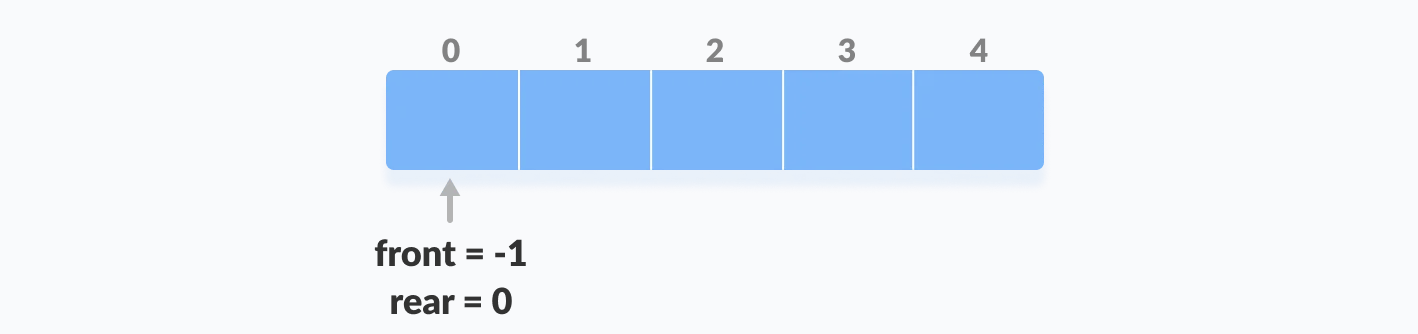 0 1 2 3 4
front = -1
rear = 0